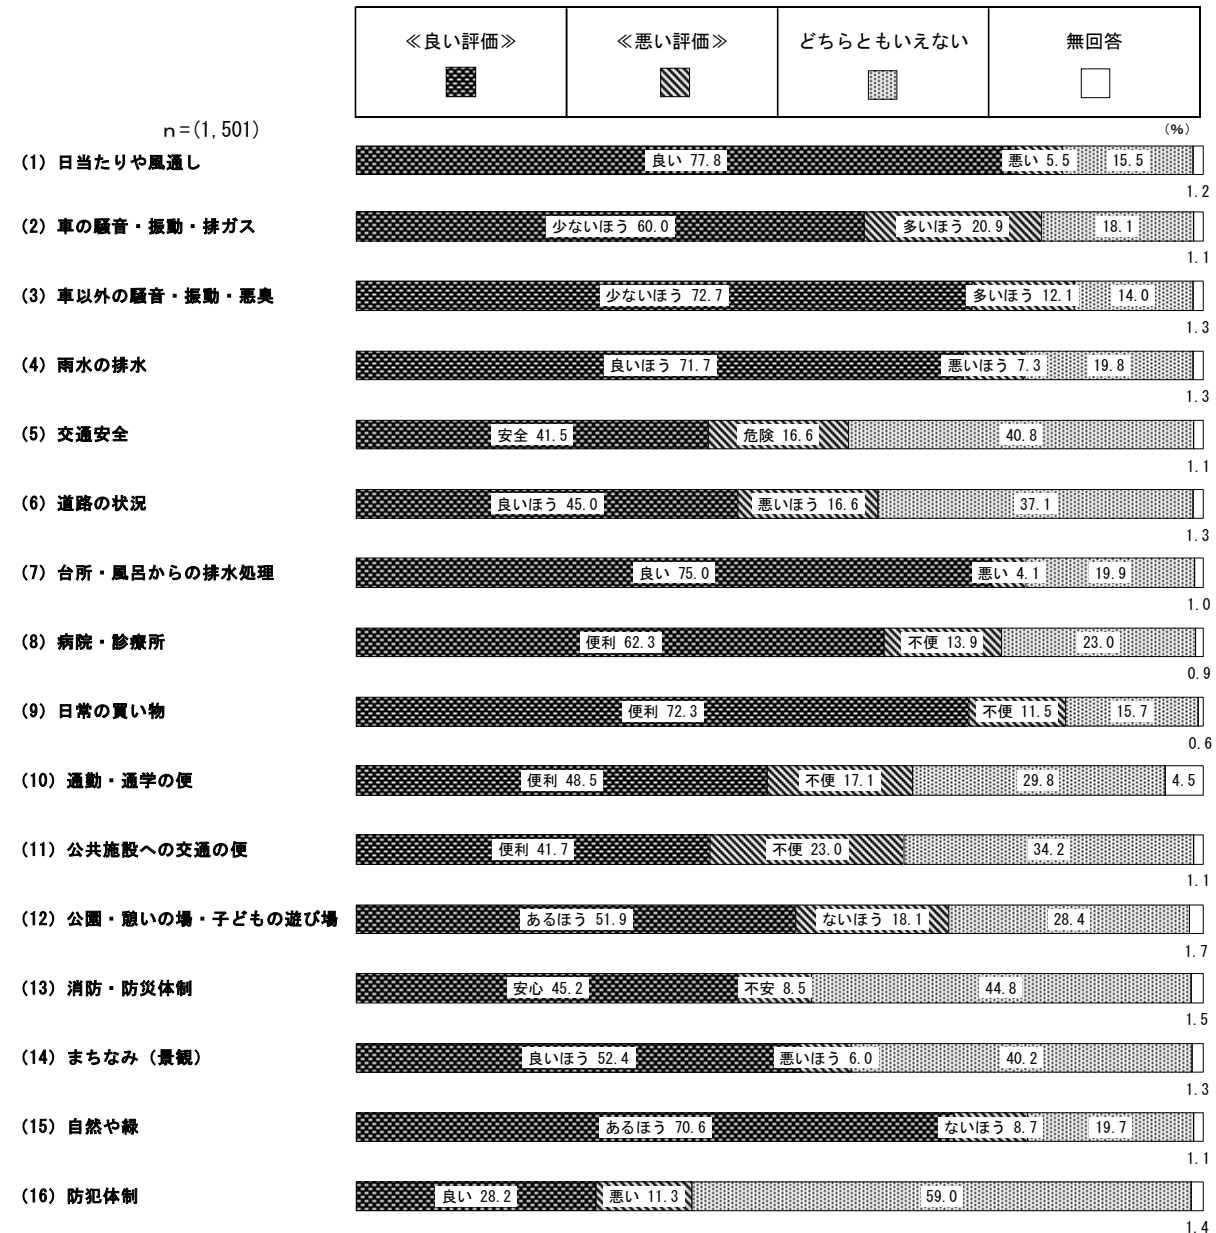 ≪良い評価≫ ≪悪い評価≫ どちらともいえない 無回答
n=(1,501)
(%)
(1) 日当たりや風通し 良い 77.8 悪い 5.5 15.5
1.2
(2) 車の騒音・振動・排ガス 少ないほう 60.0 多いほう 20.9 18.1
1.1
(3) 車以外の騒音・振動・悪臭 少ないほう 72.7 多いほう 12.1 14.0
1.3
(4) 雨水の排水 良いほう 71.7 悪いほう 7.3 19.8
1.3
(5) 交通安全 安全 41.5 危険 16.6 40.8
1.1
(6) 道路の状況 良いほう 45.0 悪いほう 16.6 37.1
1.3
(7) 台所・風呂からの排水処理 良い 75.0 悪い 4.1 19.9
1.0
(8) 病院・診療所 便利 62.3 不便 13.9 23.0
0.9
(9) 日常の買い物 便利 72.3 不便 11.5 15.7
0.6
(10) 通勤・通学の便 便利 48.5 不便 17.1 29.8 4.5
(11) 公共施設への交通の便 便利 41.7 不便 23.0 34.2
1.1
(12) 公園・憩いの場・子どもの遊び場 あるほう 51.9 ないほう 18.1 28.4
1.7
(13) 消防・防災体制 安心 45.2 不安 8.5 44.8
1.5
(14) まちなみ（景観） 良いほう 52.4 悪いほう 6.0 40.2
1.3
(15) 自然や緑 あるほう 70.6 ないほう 8.7 19.7
1.1
(16) 防犯体制 良い 28.2 悪い 11.3 59.0
1.4